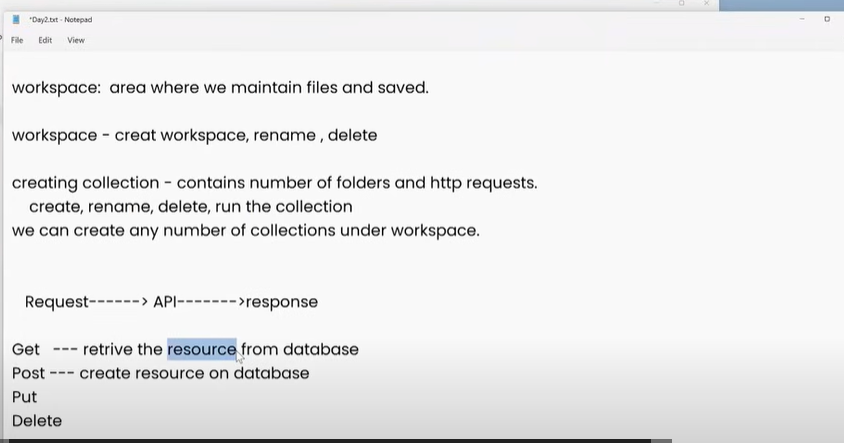 *Day2.txt - Notepad
File Edit View
workspace: area where we maintain files and saved.
workspace - creat workspace, rename , delete
creating collection - contains number of folders and http requests.
create, rename, delete, run the collection
we can create any number of collections under workspace.
Request------> API------->response
Get --- retrive the resource from database
Post --- create resource on database
Put
Delete